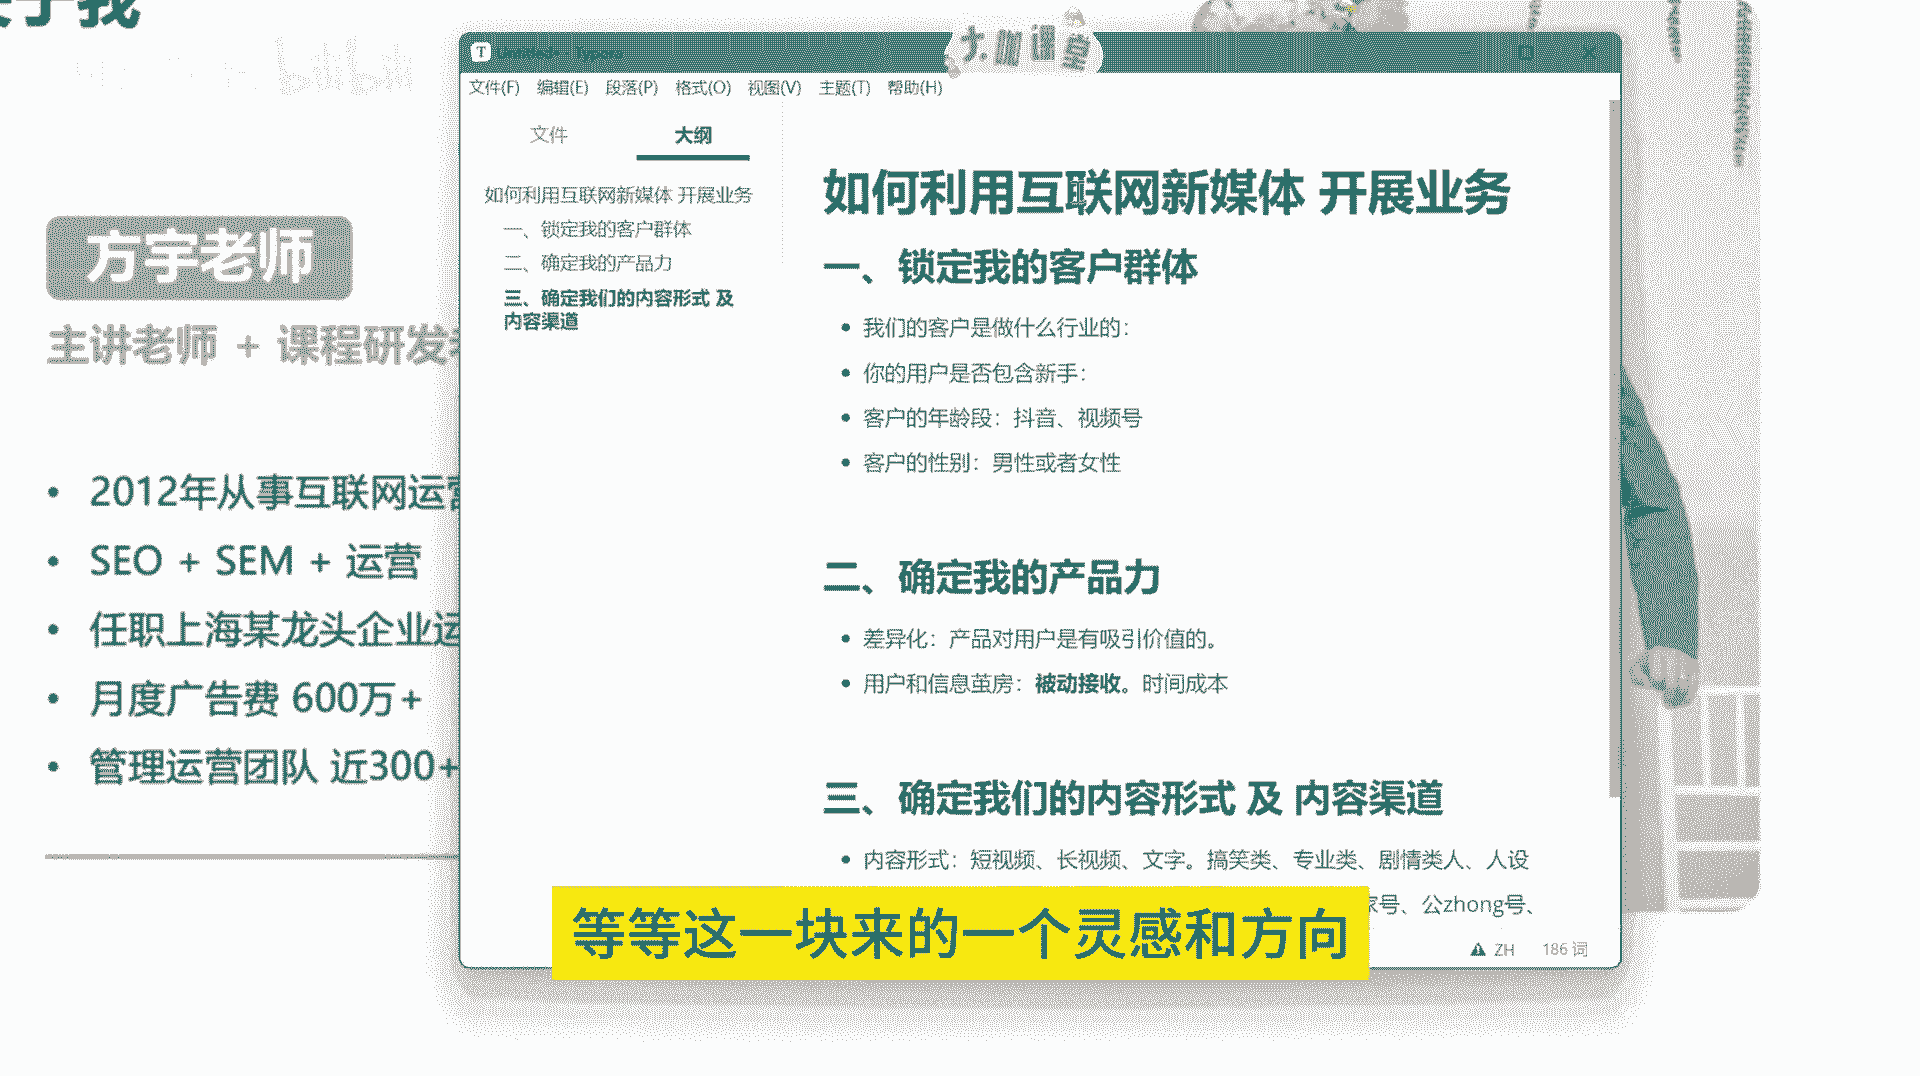 关于我
bilibili
方宇老师
主讲老师 + 课程研发
2012年从事互联网运营
SEO + SEM + 运营
任职上海某龙头企业运
月度广告费 600万+
管理运营团队 近300+
大咖课堂
T Untitled - Typora
文件(F) 编辑(E) 段落(P) 格式(O) 视图(V) 主题(T) 帮助(H)
文件 大纲
如何利用互联网新媒体 开展业务
一、锁定我的客户群体
二、确定我的产品力
三、确定我们的内容形式 及
内容渠道
如何利用互联网新媒体 开展业务
一、锁定我的客户群体
我们的客户是做什么行业的：
你的用户是否包含新手：
客户的年龄段：抖音、视频号
客户的性别：男性或者女性
二、确定我的产品力
差异化：产品对用户是有吸引价值的。
用户和信息茧房：被动接收。时间成本
三、确定我们的内容形式 及 内容渠道
内容形式：短视频、长视频、文字。搞笑类、专业类、剧情类人、人设
家号、公zhong号、
ZH 186 词
等等这一块来的一个灵感和方向